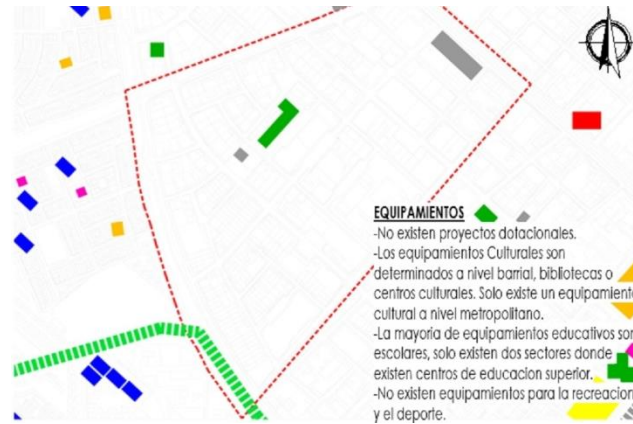 EQUIPAMIENTOS
-No existen proyectos dotacionales.
-Los equipamientos Culturales son
determinados a nivel barrial, bibliotecas o
centros culturales. Solo existe un equipamiento
cultural a nivel metropolitano.
-La mayoria de equipamientos educativos son
escolares, solo existen dos sectores donde
existen centros de educacion superior.
-No existen equipamientos para la recreacion
y el deporte.